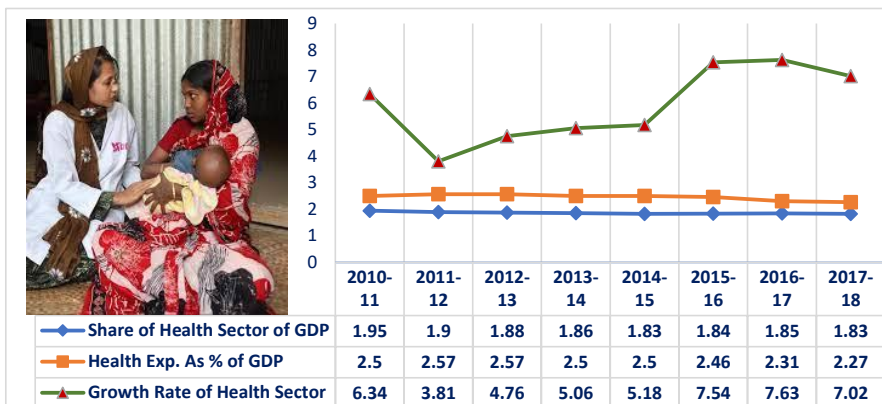 9
8
7
6
5
4
3
2
1
0
2010-11 2011-12 2012-13 2013-14 2014-15 2015-16 2016-17 2017-18
Share of Health Sector of GDP 1.95 1.9 1.88 1.86 1.83 1.84 1.85 1.83
Health Exp. As % of GDP 2.5 2.57 2.57 2.5 2.5 2.46 2.31 2.27
Growth Rate of Health Sector 6.34 3.81 4.76 5.06 5.18 7.54 7.63 7.02